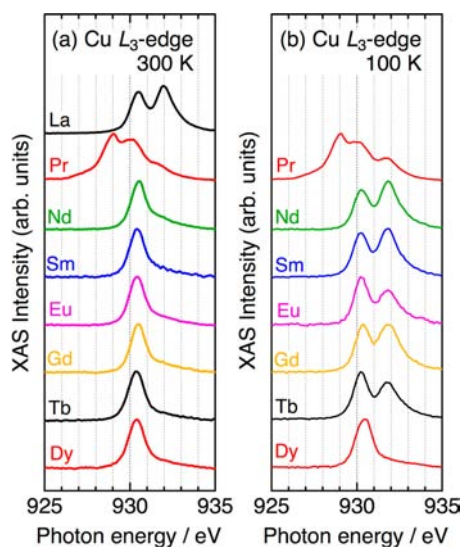 (a) Cu L3-edge
300 K
XAS Intensity (arb. units)
La
Pr
Nd
Sm
Eu
Gd
Tb
Dy
925 930 935
Photon energy / eV
(b) Cu L3-edge
100 K
XAS Intensity (arb. units)
Pr
Nd
Sm
Eu
Gd
Tb
Dy
925 930 935
Photon energy / eV